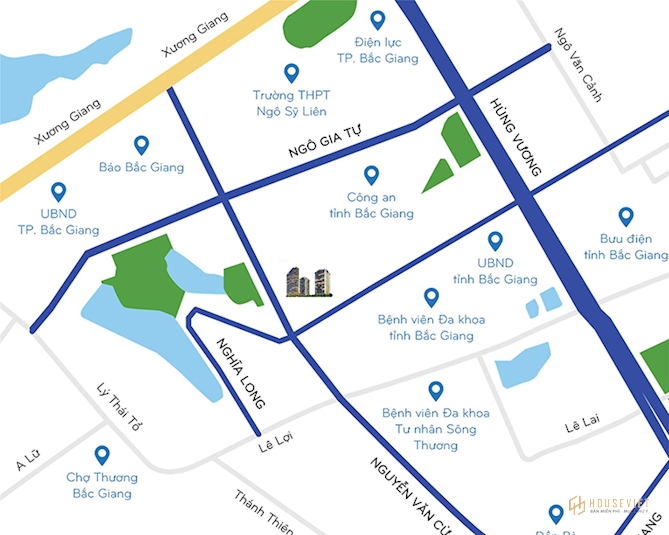 Xương Giang
Điện lực
TP. Bắc Giang
Ngô Văn Cảnh
Xương Giang
Trường THPT
Ngô Sỹ Liên
HÙNG VƯƠNG
NGÔ GIA TỰ
Báo Bắc Giang
Công an
tỉnh Bắc Giang
UBND
TP. Bắc Giang
Bưu điện
tỉnh Bắc Giang
UBND
tỉnh Bắc Giang
Bệnh viên Đa khoa
tỉnh Bắc Giang
NGHĨA LONG
Lý Thái Tổ
Bệnh viên Đa khoa
Tư nhân Sông
Thương
Lê Lai
Lê Lợi
A Lữ
Chợ Thương
Bắc Giang
NGUYỄN VĂN CỪ
Thánh Thiên
HOUSEVIET
GIANG